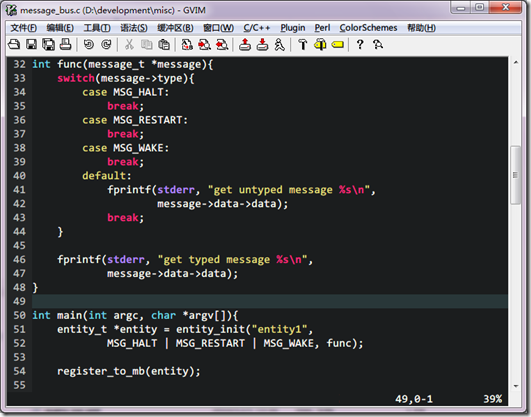 message_bus.c (D:\development\misc) - GVIM
文件(F) 编辑(E) 工具(T) 语法(S) 缓冲区(B) 窗口(W) C/C++ Plugin Perl ColorSchemes 帮助(H)
32 int func(message_t *message){
33     switch(message->type){
34         case MSG_HALT:
35             break;
36         case MSG_RESTART:
37             break;
38         case MSG_WAKE:
39             break;
40         default:
41             fprintf(stderr, "get untyped message %s\n",
42                     message->data->data);
43             break;
44     }
45
46     fprintf(stderr, "get typed message %s\n",
47             message->data->data);
48 }
49
50 int main(int argc, char *argv[]){
51     entity_t *entity = entity_init("entity1",
52             MSG_HALT | MSG_RESTART | MSG_WAKE, func);
53
54     register_to_mb(entity);
55
49,0-1 39%